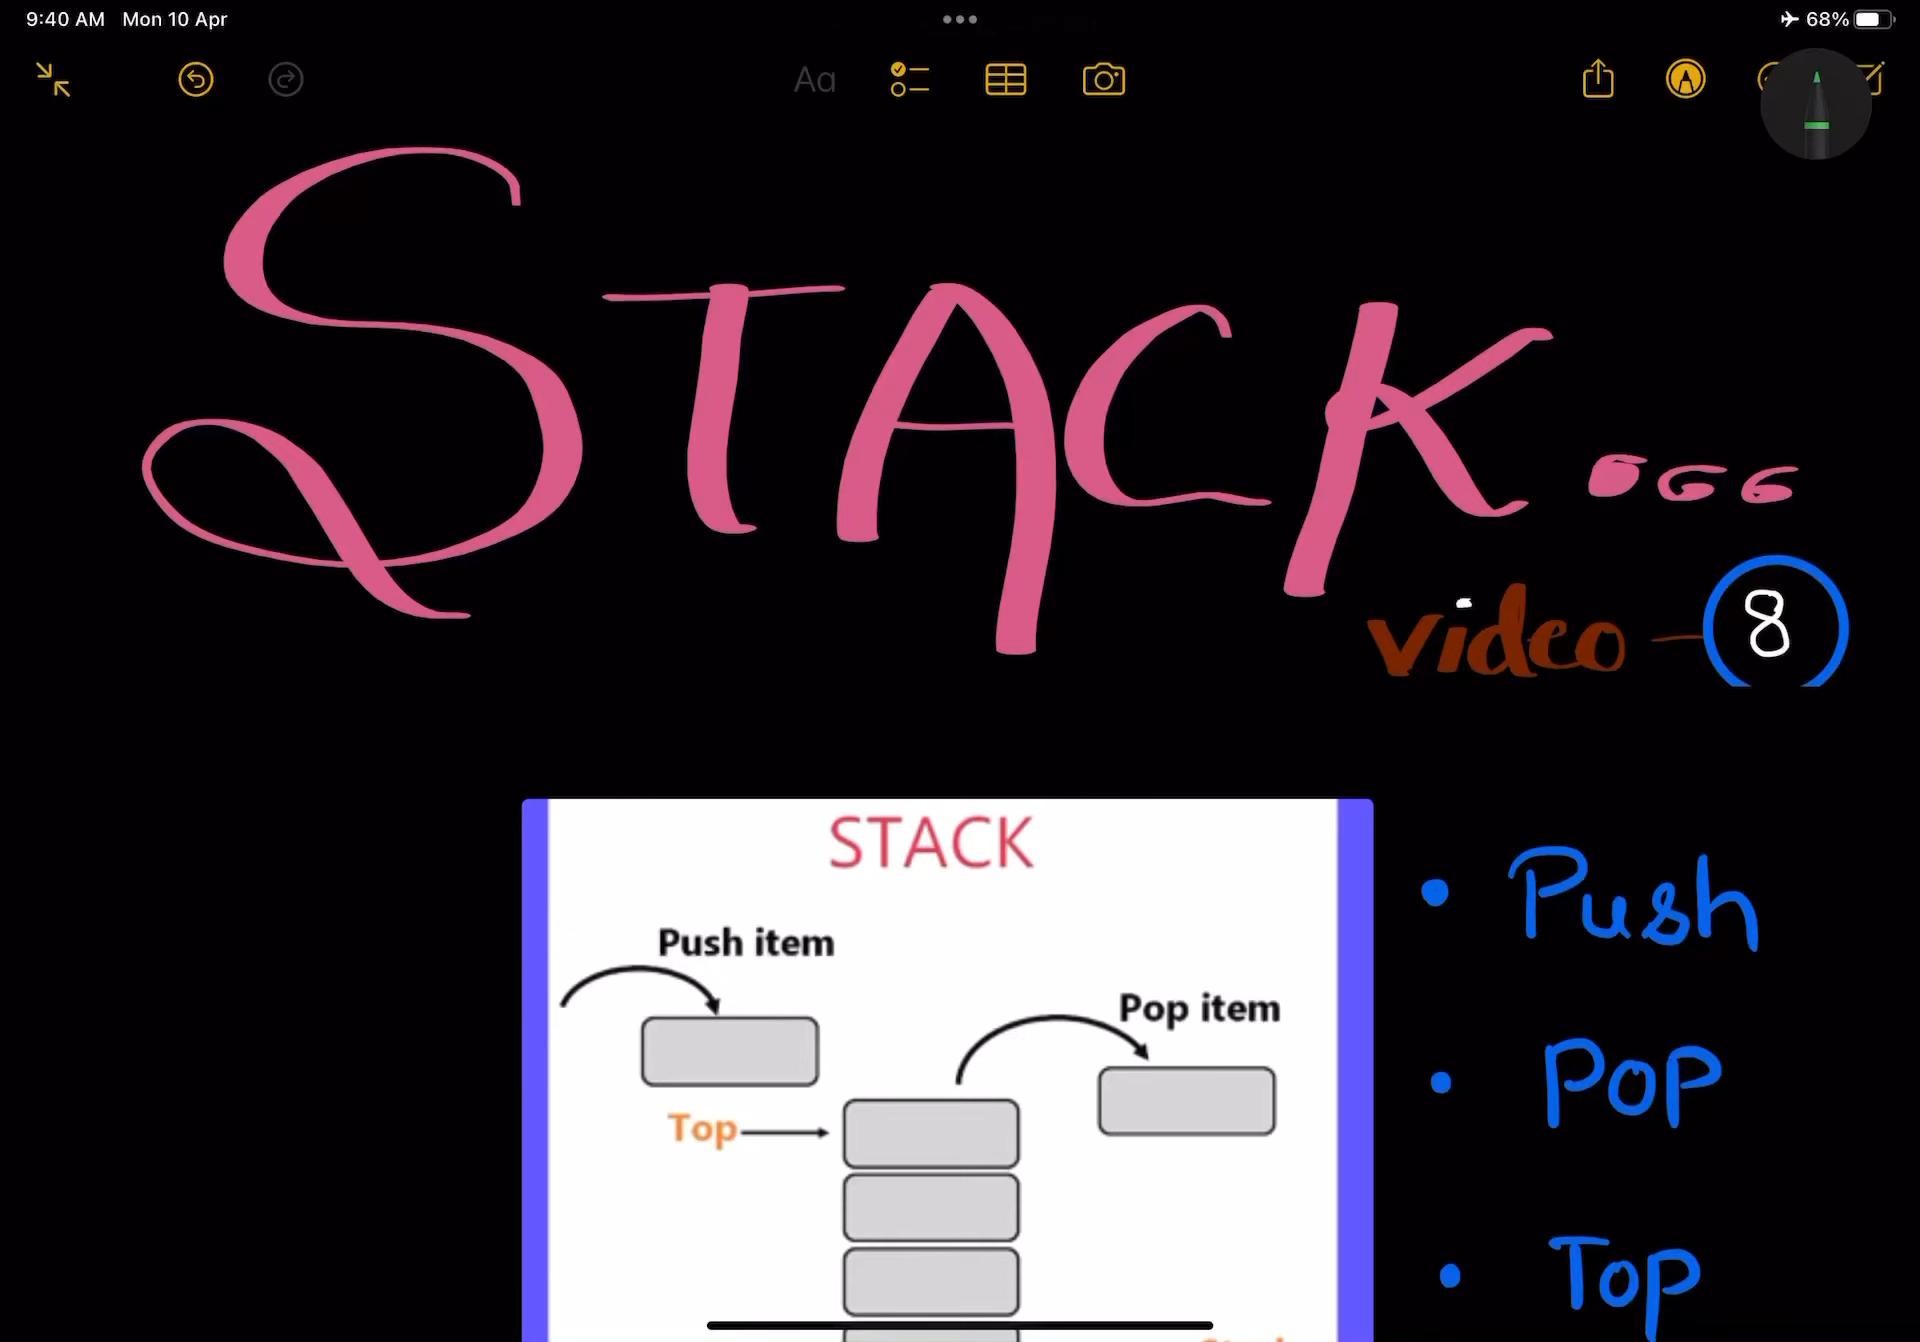 9:40 AM Mon 10 Apr
68%
Aa
STACK...
video - 8
STACK
Push item
Pop item
Top
• Push
• POP
• Top